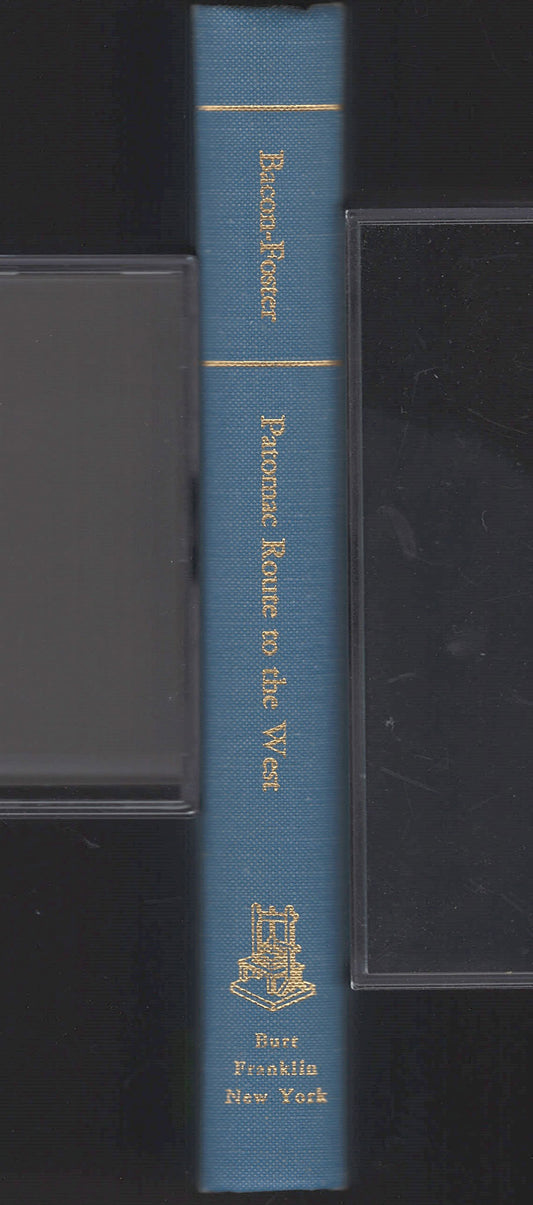 Bacon-Foster
Patomac Route to the West
Burt
Franklin
New York